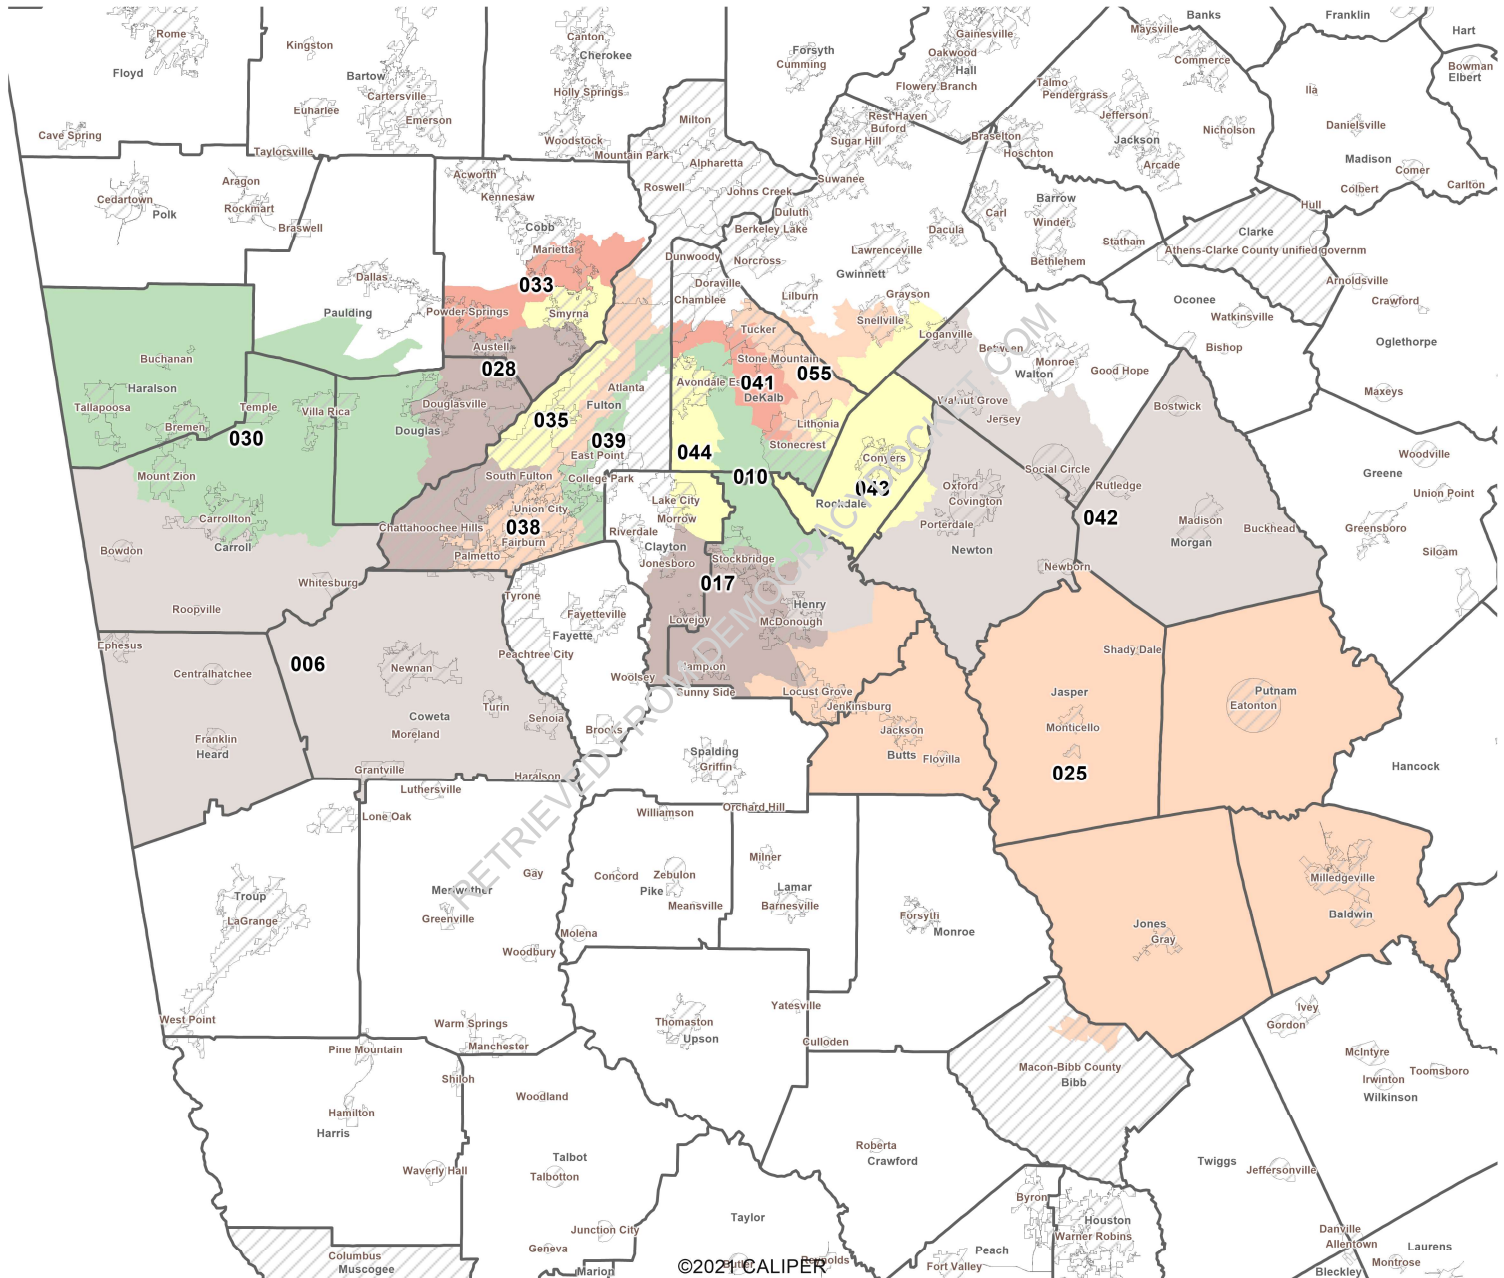 Banks
Franklin
Hart
Rome
Canton
Gainesville
Maysville
Kingston
Cherokee
Forsyth
Oakwood
Commerce
Floyd
Bartow
Cumming
Hall
Bowman
Elbert
Cartersville
Holly Springs
Flowery Branch
Talmo
Pendergrass
Ila
Euharlee
Emerson
Milton
Rest Haven
Buford
Jefferson
Nicholson
Danielsville
Cave Spring
Woodstock
Sugar Hill
Braselton
Jackson
Taylorsville
Mountain Park
Alpharetta
Hoschton
Arcade
Madison
Comer
Acworth
Suwanee
Colbert
Carlton
Aragon
Kennesaw
Roswell
Johns Creek
Cedartown
Rockmart
Polk
Duluth
Carl
Barrow
Winder
Hull
Braswell
Cobb
Berkeley Lake
Dacula
Clarke
Marietta
Dunwoody
Lawrenceville
Statham
Athens-Clarke County unified governm
Dallas
Norcross
Gwinnett
Bethlehem
033
Doraville
Arnoldsville
Chamblee
Lilburn
Grayson
Oconee
Crawford
Paulding
Powder Springs
Smyrna
Snellville
Watkinsville
Tucker
Loganville
Austell
Between
Bishop
Oglethorpe
Buchanan
028
Stone Mountain
Monroe
Walton
Good Hope
Haralson
Atlanta
Avondale Es
041
055
Maxeys
Tallapoosa
Temple
Villa Rica
Douglasville
Fulton
DeKalb
Walnut Grove
Bostwick
Bremen
030
Douglas
035
Lithonia
Jersey
039
Stonecrest
East Point
044
Conyers
Woodville
Mount Zion
South Fulton
College Park
010
Social Circle
Greene
043
Oxford
Rutledge
Union Point
Lake City
Rockdale
Covington
Carrollton
Union City
Morrow
042
Madison
Chattahoochee Hills
038
Porterdale
Buckhead
Greensboro
Riverdale
Morgan
Bowdon
Carroll
Fairburn
Clayton
Newton
Siloam
Palmetto
Jonesboro
Stockbridge
Newborn
Whitesburg
017
Roopville
Tyrone
Henry
Fayetteville
Lovejoy
McDonough
Fayette
Ephesus
Shady Dale
006
Peachtree City
Centralhatchee
Newnan
Woolsey
Hampton
Sunny Side
Locust Grove
Jasper
Putnam
Turin
Jenkinsburg
Eatonton
Coweta
Senoia
Brooks
Jackson
Monticello
Moreland
Franklin
Heard
Spalding
Butts
Flovilla
Griffin
025
Hancock
Grantville
Haralson
Luthersville
Orchard Hill
Williamson
Lone Oak
Milner
Gay
Concord
Zebulon
Milledgeville
Pike
Lamar
Meriwether
Troup
Meansville
Barnesville
Greenville
LaGrange
Forsyth
Baldwin
Jones
Monroe
Molena
Gray
Woodbury
Yatesville
Ivey
West Point
Warm Springs
Thomaston
Gordon
Upson
Culloden
Pine Mountain
Manchester
McIntyre
Macon-Bibb County
Toomsboro
Shiloh
Irwinton
Bibb
Woodland
Wilkinson
Hamilton
Harris
Roberta
Talbot
Crawford
Twiggs
Waverly Hall
Talbotton
Jeffersonville
Byron
Taylor
Houston
Junction City
Danville
Warner Robins
Allentown
Geneva
Laurens
Columbus
Peach
Muscogee
Marion
©2021 CALIPER
Butler
Reynolds
Fort Valley
Bleckley
Montrose
RETRIEVED FROM DEMOCRACYDOCKET.COM